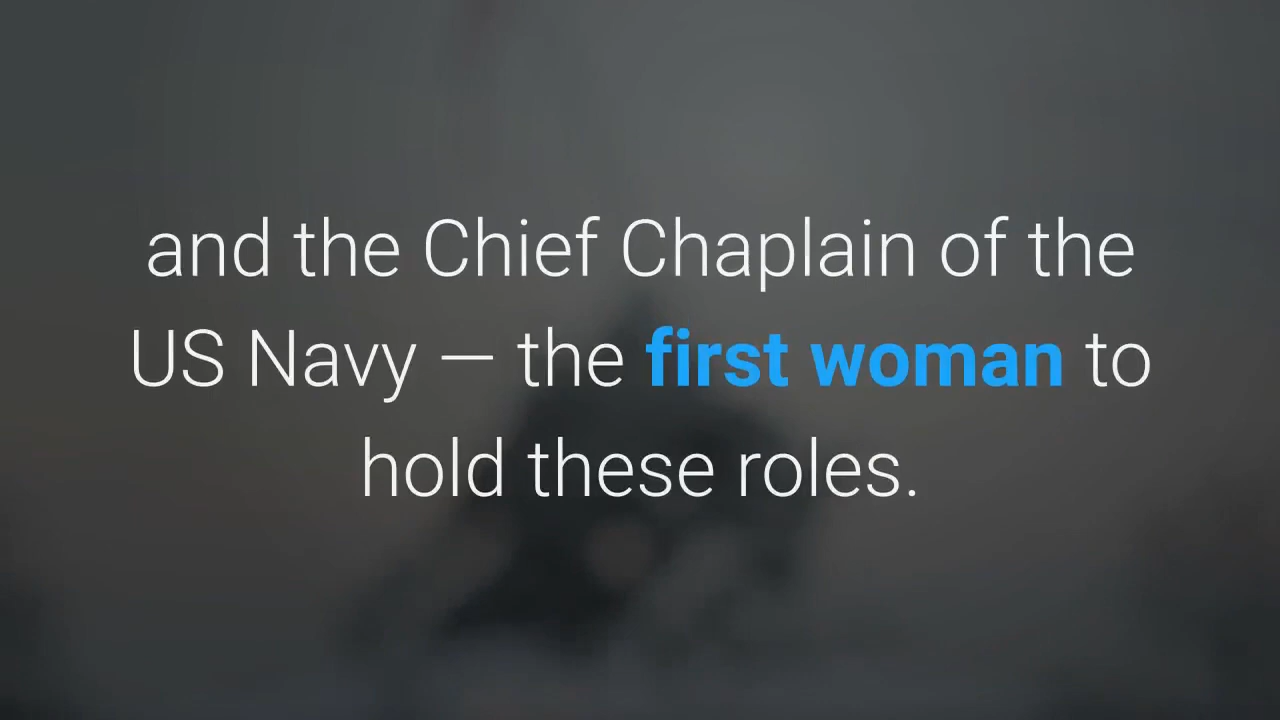 and the Chief Chaplain of the
US Navy — the first woman to
hold these roles.